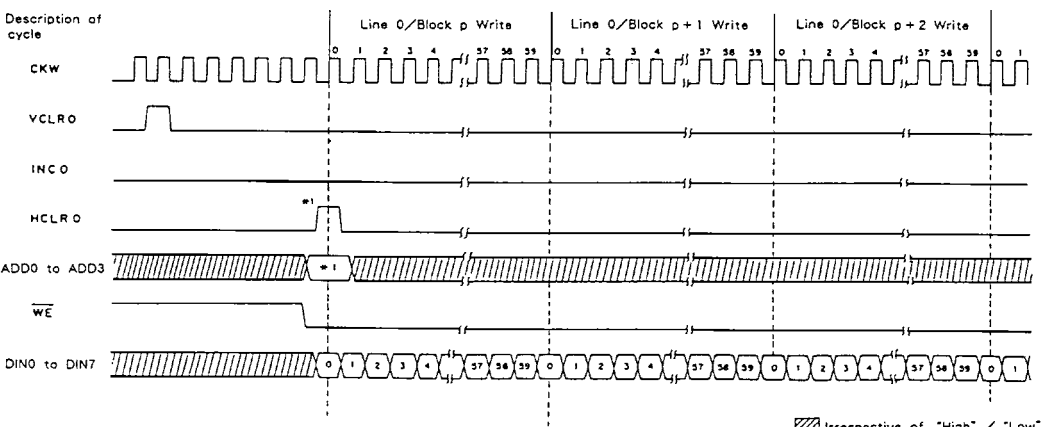 Description of
cycle
Line 0/Block p Write
Line 0/Block p + 1 Write
Line 0/Block p + 2 Write
0 1 2 3 4 57 58 59 0 1 2 3 4 57 58 59 0 1 2 3 4 57 58 59 0 1
CKW
VCLR0
INC0
*1
HCLR0
ADD0 to ADD3
*1
WE
DIN0 to DIN7
0 1 2 3 4 57 58 59 0 1 2 3 4 57 58 59 0 1 2 3 4 57 58 59 0 1
Irrespective of "High" / "Low"